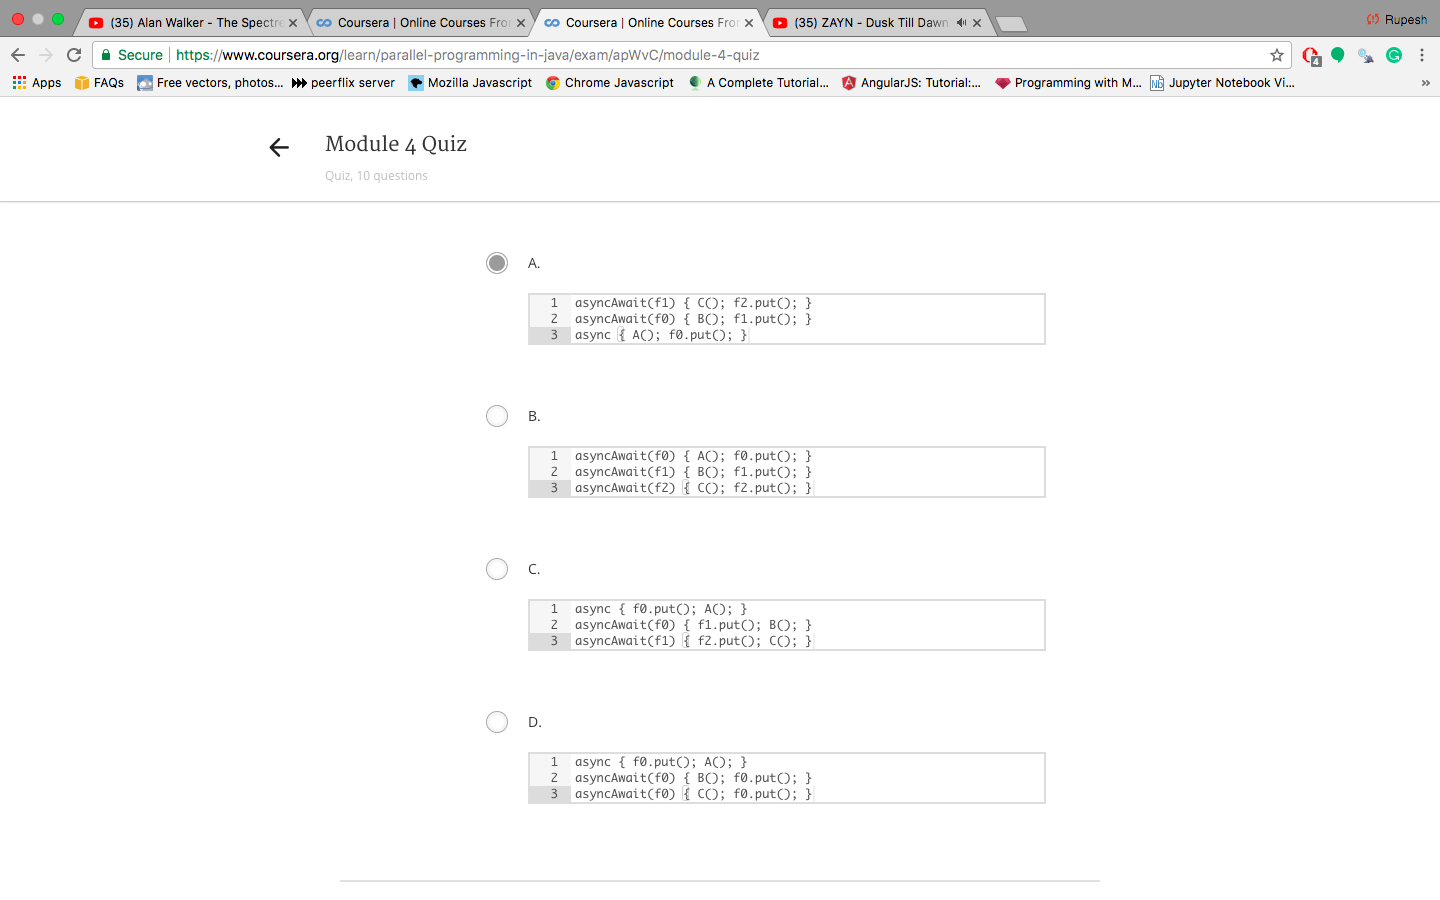 (35) Alan Walker - The Spectre
Coursera | Online Courses From
Coursera | Online Courses From
(35) ZAYN - Dusk Till Dawn
Rupesh
Secure
https://www.coursera.org/learn/parallel-programming-in-java/exam/apWvC/module-4-quiz
4
Apps
FAQs
Free vectors, photos...
peerflix server
Mozilla Javascript
Chrome Javascript
A Complete Tutorial...
AngularJS: Tutorial:...
Programming with M...
Jupyter Notebook Vi...
»
Module 4 Quiz
Quiz, 10 questions
A.
1 asyncAwait(f1) { C(); f2.put(); }
2 asyncAwait(f0) { B(); f1.put(); }
3 async { A(); f0.put(); }
B.
1 asyncAwait(f0) { A(); f0.put(); }
2 asyncAwait(f1) { B(); f1.put(); }
3 asyncAwait(f2) { C(); f2.put(); }
C.
1 async { f0.put(); A(); }
2 asyncAwait(f0) { f1.put(); B(); }
3 asyncAwait(f1) { f2.put(); C(); }
D.
1 async { f0.put(); A(); }
2 asyncAwait(f0) { B(); f0.put(); }
3 asyncAwait(f0) { C(); f0.put(); }